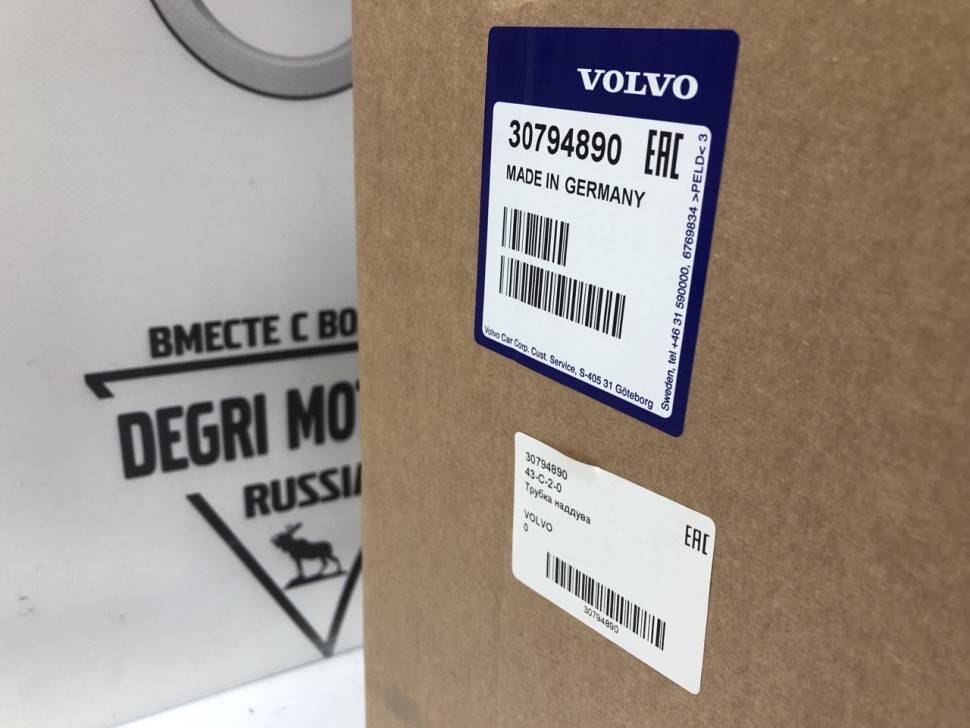 ВМЕСТЕ С ВО
DEGRI MO
RUSSIA
VOLVO
30794890 EAC
MADE IN GERMANY
Volvo Car Corp. Cust. Service, S-405 31 Göteborg
Sweden, tel +46 31 590000, 6769834 >PELD< 3
30794890
43-C-2-0
Трубка наддува
VOLVO
0
EAC
30794890